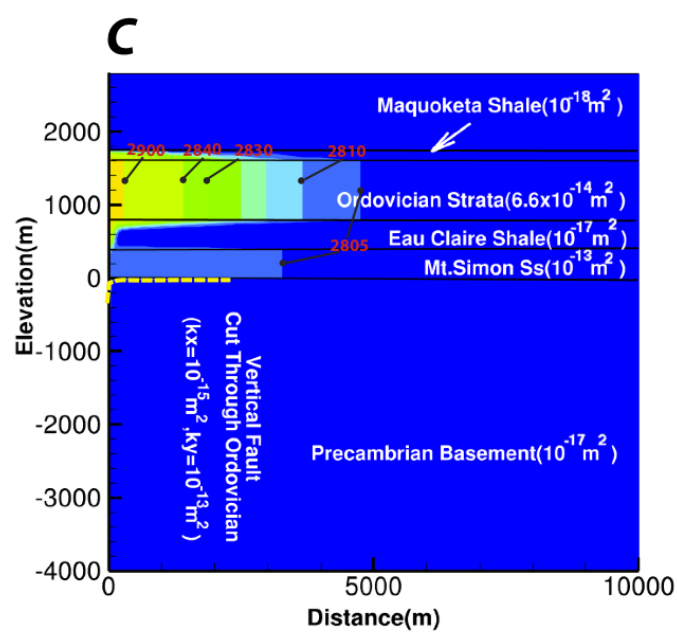 C
Maquoketa Shale(10⁻¹⁸m²)
2000
2900 2840 2830 2810
Ordovician Strata(6.6x10⁻¹⁴m²)
1000
Eau Claire Shale(10⁻¹⁷m²)
2805
Mt.Simon Ss(10⁻¹³m²)
0
Elevation(m)
-1000
Vertical Fault
Cut Through Ordovician
(kx=10⁻¹⁵m²,ky=10⁻¹³m²)
-2000
Precambrian Basement(10⁻¹⁷m²)
-3000
-4000
0 5000 10000
Distance(m)